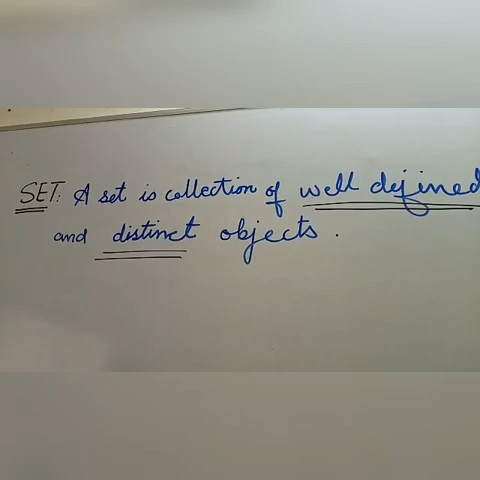 SET: A set is collection of well defined
and distinct objects.